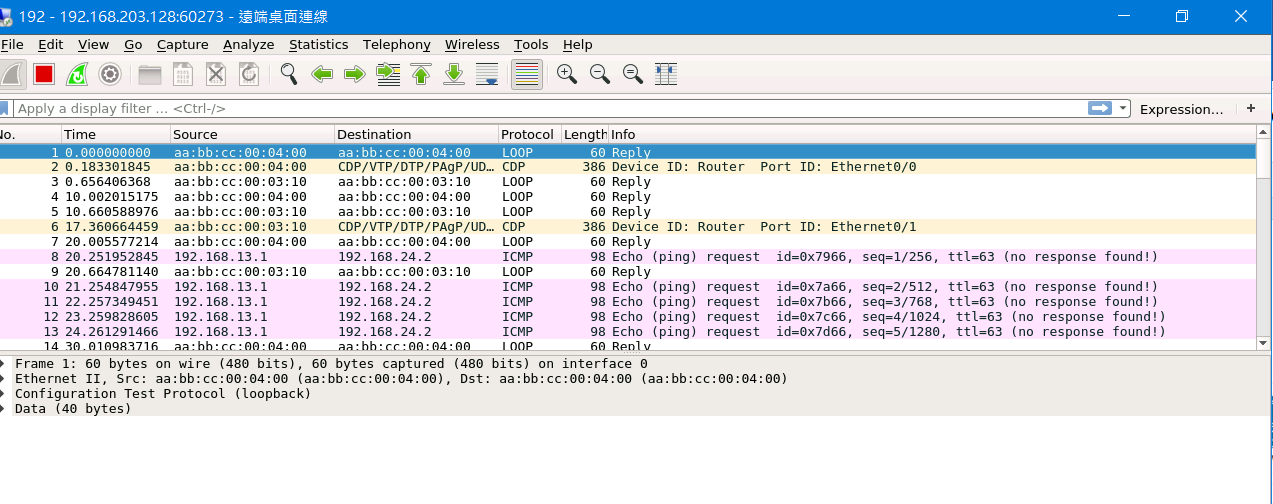 192 - 192.168.203.128:60273 - 遠端桌面連線
File Edit View Go Capture Analyze Statistics Telephony Wireless Tools Help
Apply a display filter ... <Ctrl-/> Expression... +
No. Time Source Destination Protocol Length Info
1 0.000000000 aa:bb:cc:00:04:00 aa:bb:cc:00:04:00 LOOP 60 Reply
2 0.183301845 aa:bb:cc:00:04:00 CDP/VTP/DTP/PAgP/UD... CDP 386 Device ID: Router Port ID: Ethernet0/0
3 0.656406368 aa:bb:cc:00:03:10 aa:bb:cc:00:03:10 LOOP 60 Reply
4 10.002015175 aa:bb:cc:00:04:00 aa:bb:cc:00:04:00 LOOP 60 Reply
5 10.660588976 aa:bb:cc:00:03:10 aa:bb:cc:00:03:10 LOOP 60 Reply
6 17.360664459 aa:bb:cc:00:03:10 CDP/VTP/DTP/PAgP/UD... CDP 386 Device ID: Router Port ID: Ethernet0/1
7 20.005577214 aa:bb:cc:00:04:00 aa:bb:cc:00:04:00 LOOP 60 Reply
8 20.251952845 192.168.13.1 192.168.24.2 ICMP 98 Echo (ping) request id=0x7966, seq=1/256, ttl=63 (no response found!)
9 20.664781140 aa:bb:cc:00:03:10 aa:bb:cc:00:03:10 LOOP 60 Reply
10 21.254847955 192.168.13.1 192.168.24.2 ICMP 98 Echo (ping) request id=0x7a66, seq=2/512, ttl=63 (no response found!)
11 22.257349451 192.168.13.1 192.168.24.2 ICMP 98 Echo (ping) request id=0x7b66, seq=3/768, ttl=63 (no response found!)
12 23.259828605 192.168.13.1 192.168.24.2 ICMP 98 Echo (ping) request id=0x7c66, seq=4/1024, ttl=63 (no response found!)
13 24.261291466 192.168.13.1 192.168.24.2 ICMP 98 Echo (ping) request id=0x7d66, seq=5/1280, ttl=63 (no response found!)
14 30.010983716 aa:bb:cc:00:04:00 aa:bb:cc:00:04:00 LOOP 60 Reply
Frame 1: 60 bytes on wire (480 bits), 60 bytes captured (480 bits) on interface 0
Ethernet II, Src: aa:bb:cc:00:04:00 (aa:bb:cc:00:04:00), Dst: aa:bb:cc:00:04:00 (aa:bb:cc:00:04:00)
Configuration Test Protocol (loopback)
Data (40 bytes)